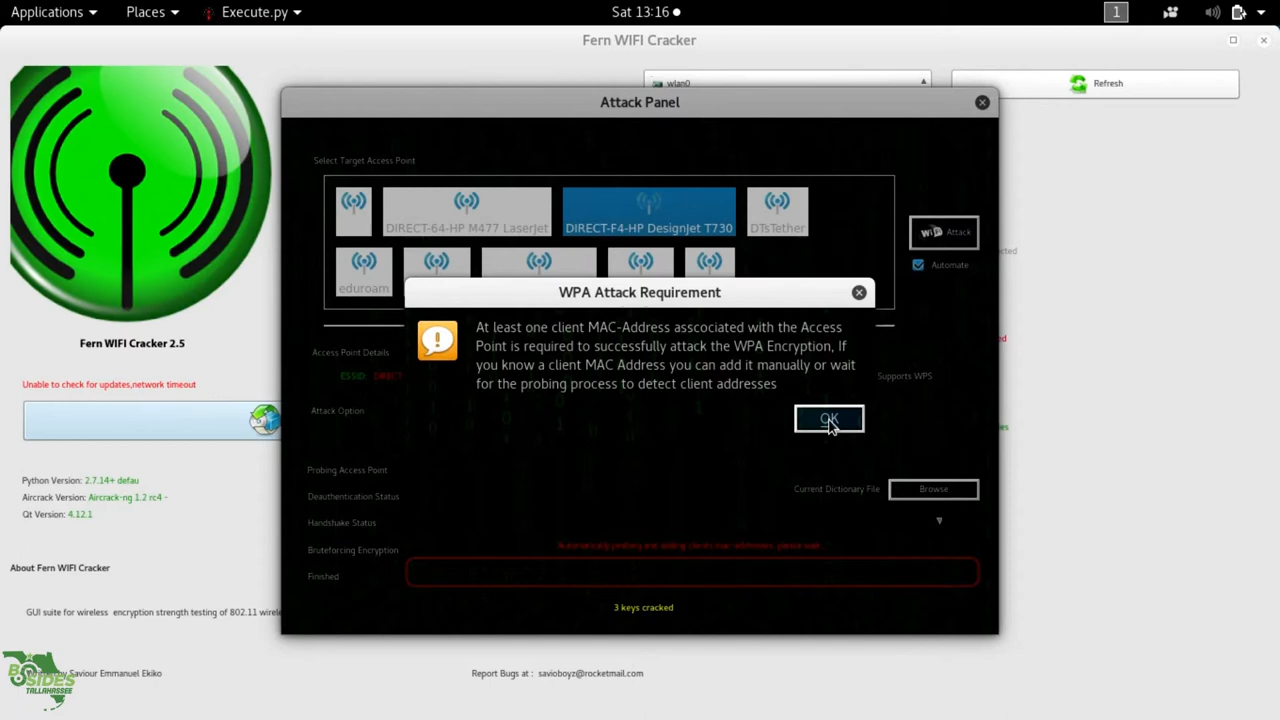 Applications Places Execute.py Sat 13:16 1
Fern WIFI Cracker
wlan0 Refresh
Attack Panel
Select Target Access Point
DIRECT-64-HP M477 LaserJet DIRECT-F4-HP DesignJet T730 DTsTether
Attack
Automate
eduroam
WPA Attack Requirement
At least one client MAC-Address asscociated with the Access
Point is required to successfully attack the WPA Encryption, If
you know a client MAC Address you can add it manually or wait
for the probing process to detect client addresses
OK
Fern WIFI Cracker 2.5
Unable to check for updates,network timeout
Access Point Details
ESSID: DIRECT
Supports WPS
Attack Option
Probing Access Point
Deauthentication Status
Handshake Status
Bruteforcing Encryption
Finished
Current Dictionary File Browse
3 keys cracked
Python Version: 2.7.14+ defau
Aircrack Version: Aircrack-ng 1.2 rc4 -
Qt Version: 4.12.1
About Fern WIFI Cracker
GUI suite for wireless encryption strength testing of 802.11
by Saviour Emmanuel Ekiko
Report Bugs at : savioboyz@rocketmail.com
BSIDES
TALLAHASSEE